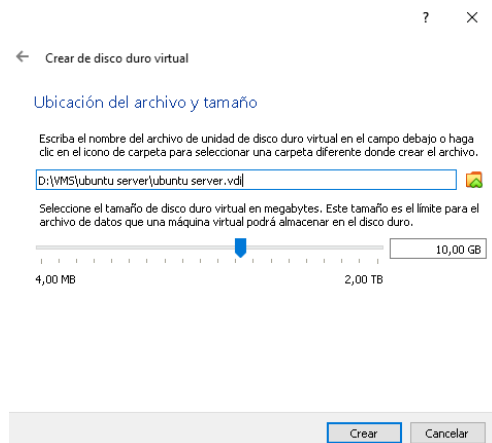 ?
Crear de disco duro virtual
Ubicación del archivo y tamaño
Escriba el nombre del archivo de unidad de disco duro virtual en el campo debajo o haga
clic en el icono de carpeta para seleccionar una carpeta diferente donde crear el archivo.
D:\VMS\ubuntu server\ubuntu server.vdi
Seleccione el tamaño de disco duro virtual en megabytes. Este tamaño es el límite para el
archivo de datos que una máquina virtual podrá almacenar en el disco duro.
10,00 GB
4,00 MB 2,00 TB
Crear Cancelar